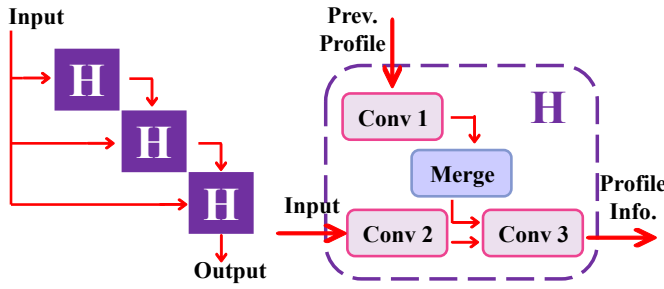 Input
H
H
H
Output
Prev.
Profile
H
Conv 1
Merge
Input
Conv 2
Conv 3
Profile
Info.